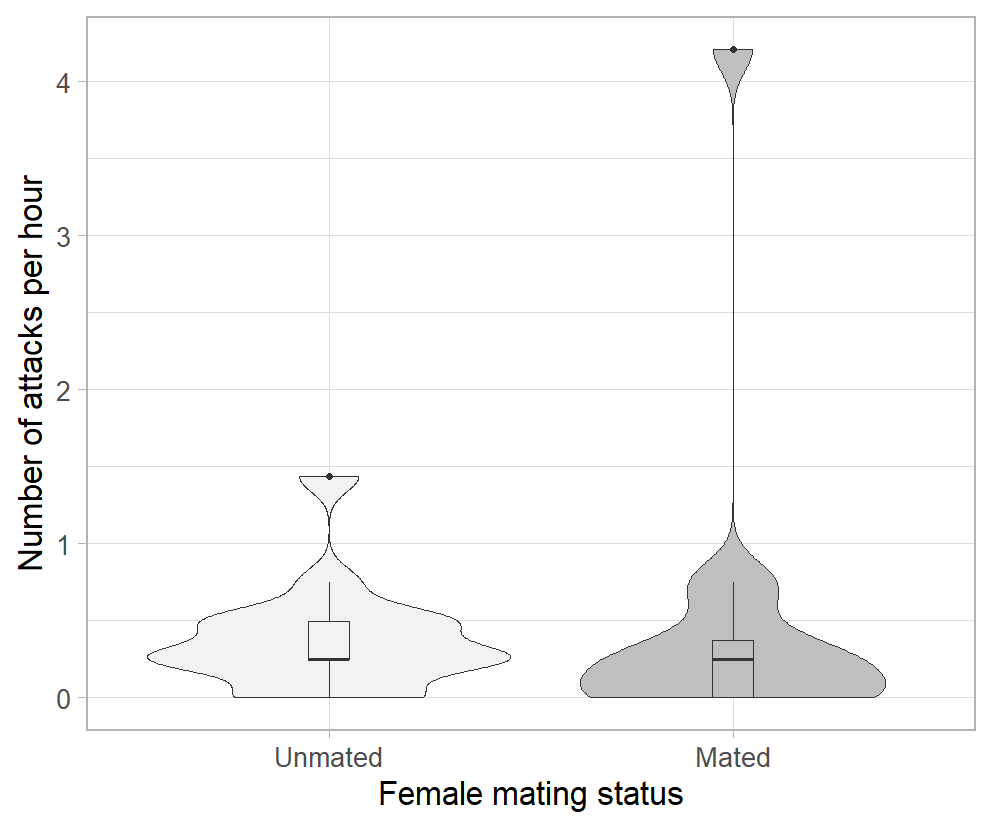 Number of attacks per hour
4
3
2
1
0
Unmated
Mated
Female mating status